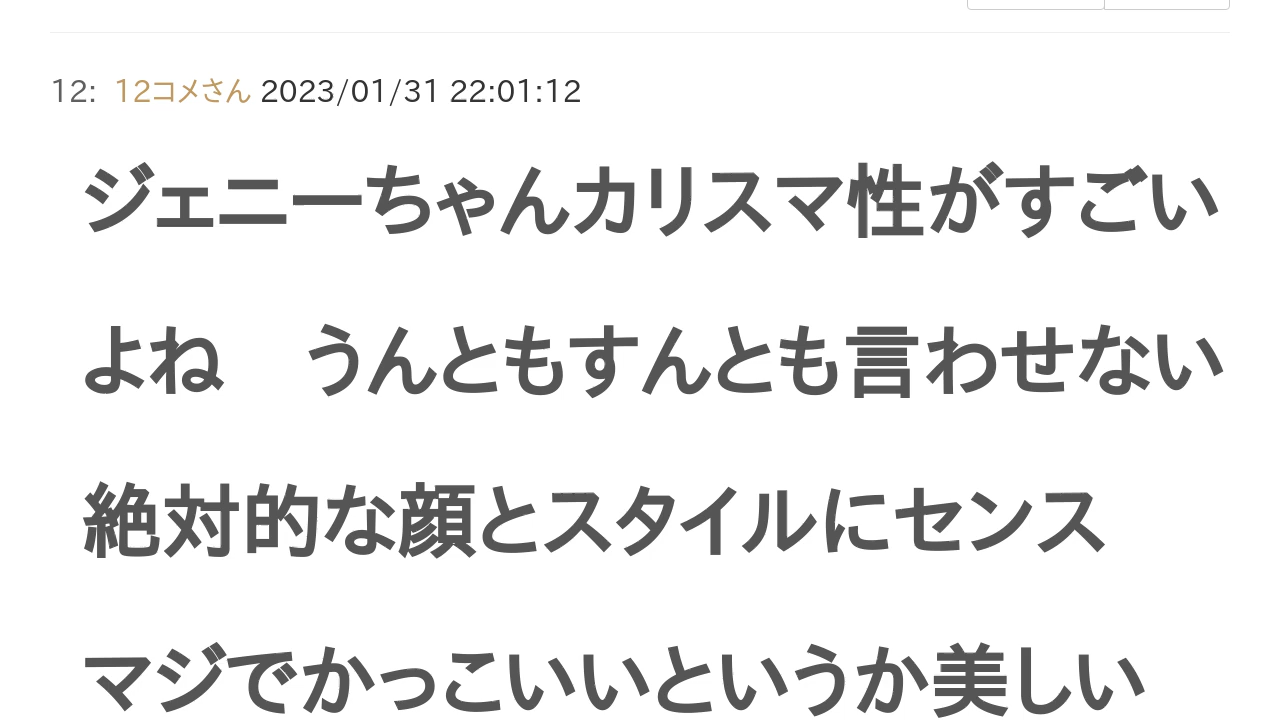 12: 12コメさん 2023/01/31 22:01:12
ジェニーちゃんカリスマ性がすごい
よね　うんともすんとも言わせない
絶対的な顔とスタイルにセンス
マジでかっこいいというか美しい